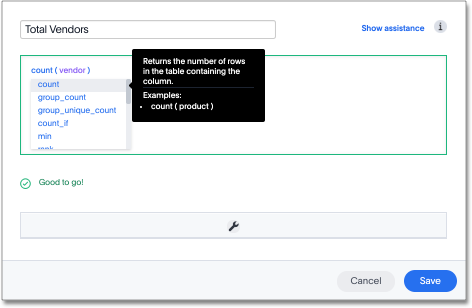 Total Vendors
Show assistance
i
count ( vendor )
count
group_count
group_unique_count
count_if
min
rank
Returns the number of rows
in the table containing the
column.
Examples:
• count ( product )
Good to go!
Cancel
Save